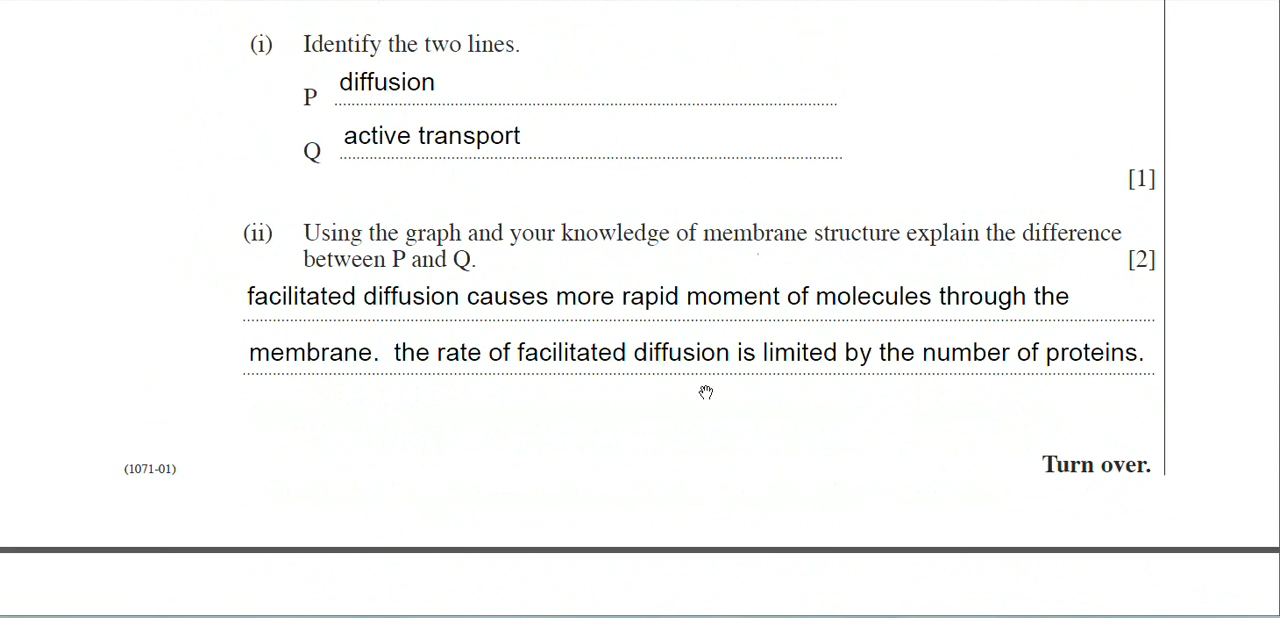 (i) Identify the two lines.
diffusion
P
active transport
Q
[1]
(ii) Using the graph and your knowledge of membrane structure explain the difference
between P and Q. [2]
facilitated diffusion causes more rapid moment of molecules through the
membrane. the rate of facilitated diffusion is limited by the number of proteins.
(1071-01) Turn over.